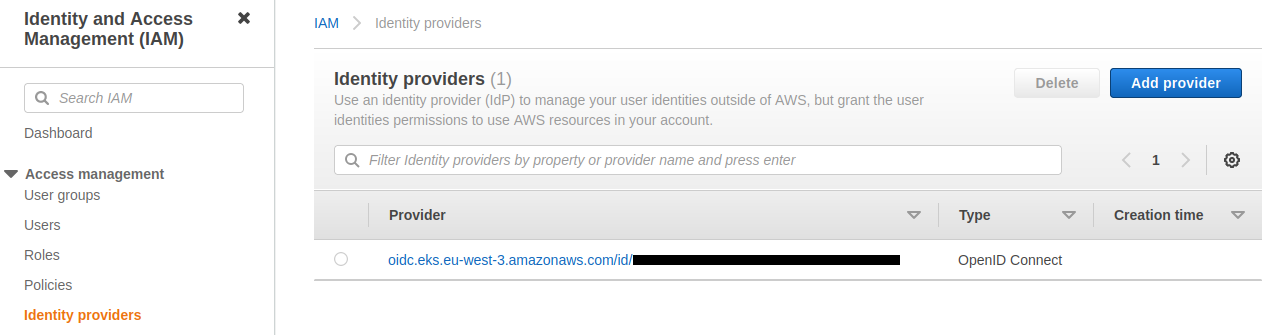 Identity and Access
Management (IAM)
Search IAM
Dashboard
Access management
User groups
Users
Roles
Policies
Identity providers
IAM > Identity providers
Identity providers (1)
Delete
Add provider
Use an identity provider (IdP) to manage your user identities outside of AWS, but grant the user
identities permissions to use AWS resources in your account.
Filter Identity providers by property or provider name and press enter
1
Provider Type Creation time
oidc.eks.eu-west-3.amazonaws.com/id/ OpenID Connect